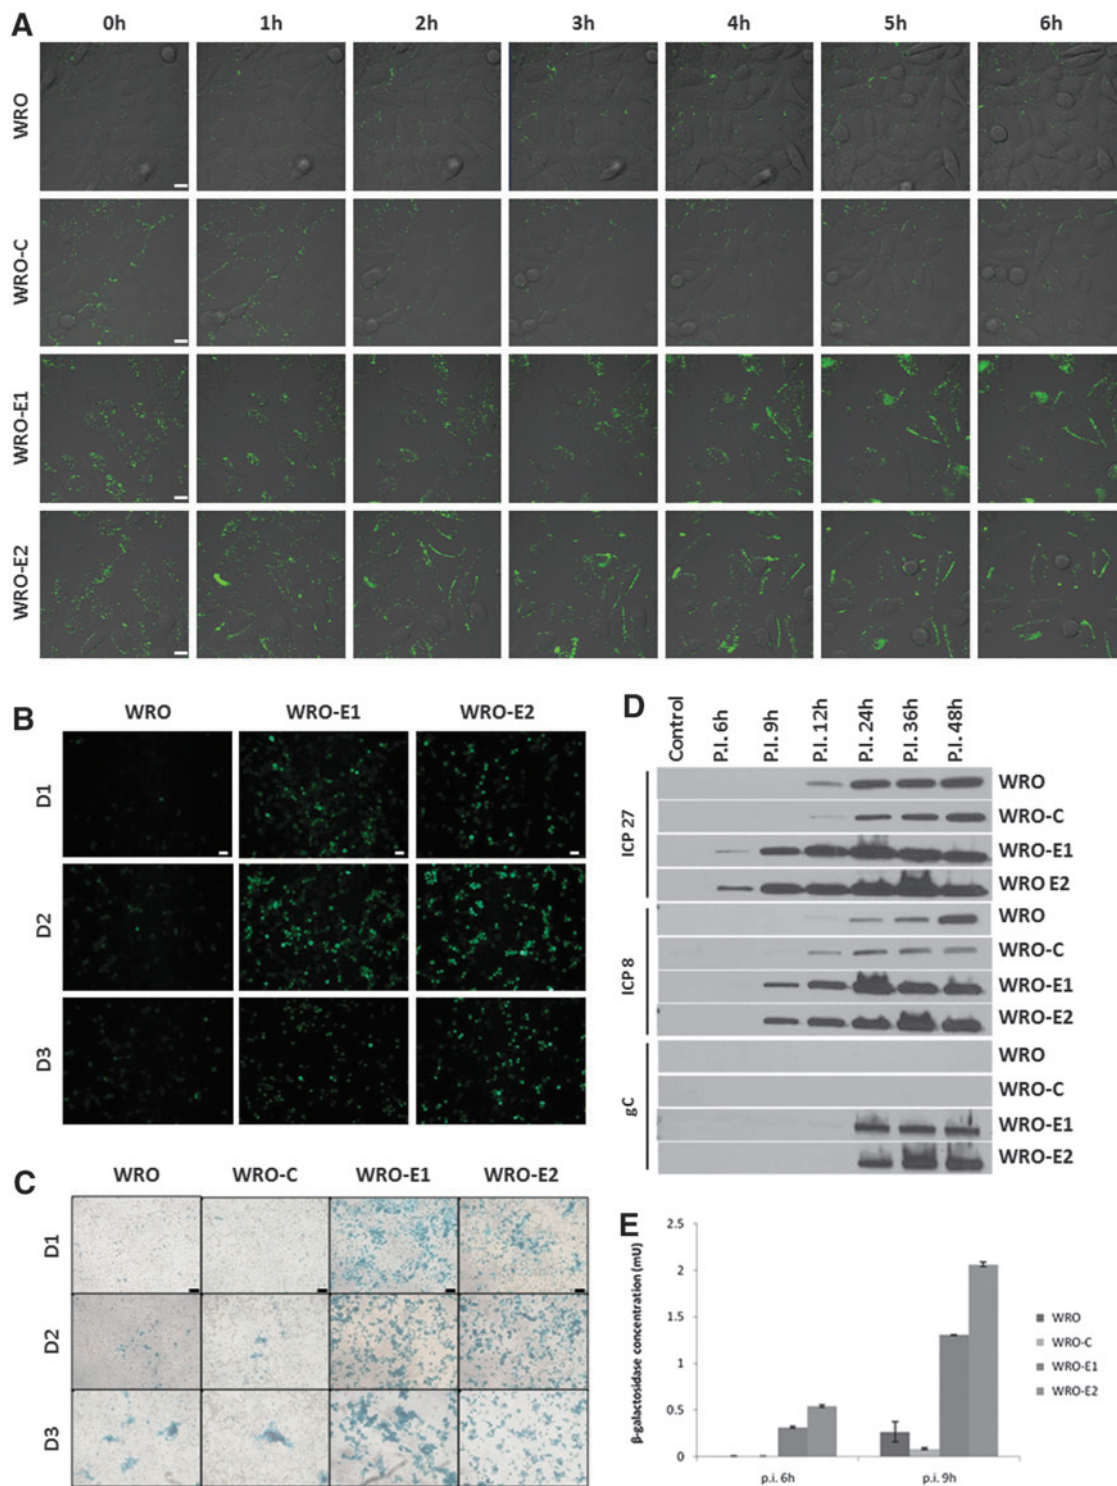 A
0h 1h 2h 3h 4h 5h 6h
WRO
WRO-C
WRO-E1
WRO-E2
B
WRO WRO-E1 WRO-E2
D1
D2
D3
C
WRO WRO-C WRO-E1 WRO-E2
D1
D2
D3
D
Control P.I. 6h P.I. 9h P.I. 12h P.I. 24h P.I. 36h P.I. 48h
ICP 27
WRO
WRO-C
WRO-E1
WRO E2
ICP 8
WRO
WRO-C
WRO-E1
WRO-E2
gC
WRO
WRO-C
WRO-E1
WRO-E2
E
β-galactosidase concentration (mU)
2.5
2
1.5
1
0.5
0
p.i. 6h p.i. 9h
WRO
WRO-C
WRO-E1
WRO-E2